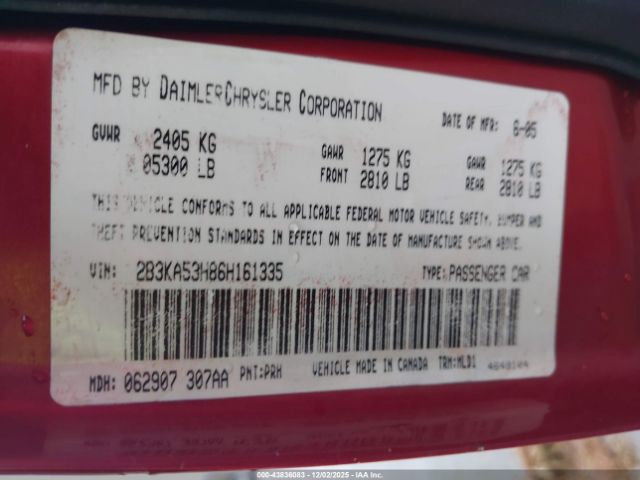 MFD BY DAIMLERCHRYSLER CORPORATION
DATE OF MFR: 6-05
GVWR 2405 KG
05300 LB
GAWR FRONT 1275 KG
2810 LB
GAWR REAR 1275 KG
2810 LB
THIS VEHICLE CONFORMS TO ALL APPLICABLE FEDERAL MOTOR VEHICLE SAFETY, BUMPER AND
THEFT PREVENTION STANDARDS IN EFFECT ON THE DATE OF MANUFACTURE SHOWN ABOVE.
VIN: 2B3KA53H86H161335
TYPE: PASSENGER CAR
MDH: 062907 307AA
PNT: PRH
VEHICLE MADE IN CANADA
TRM: MLD1
000-43836083 - 12/02/2025 - IAA Inc.